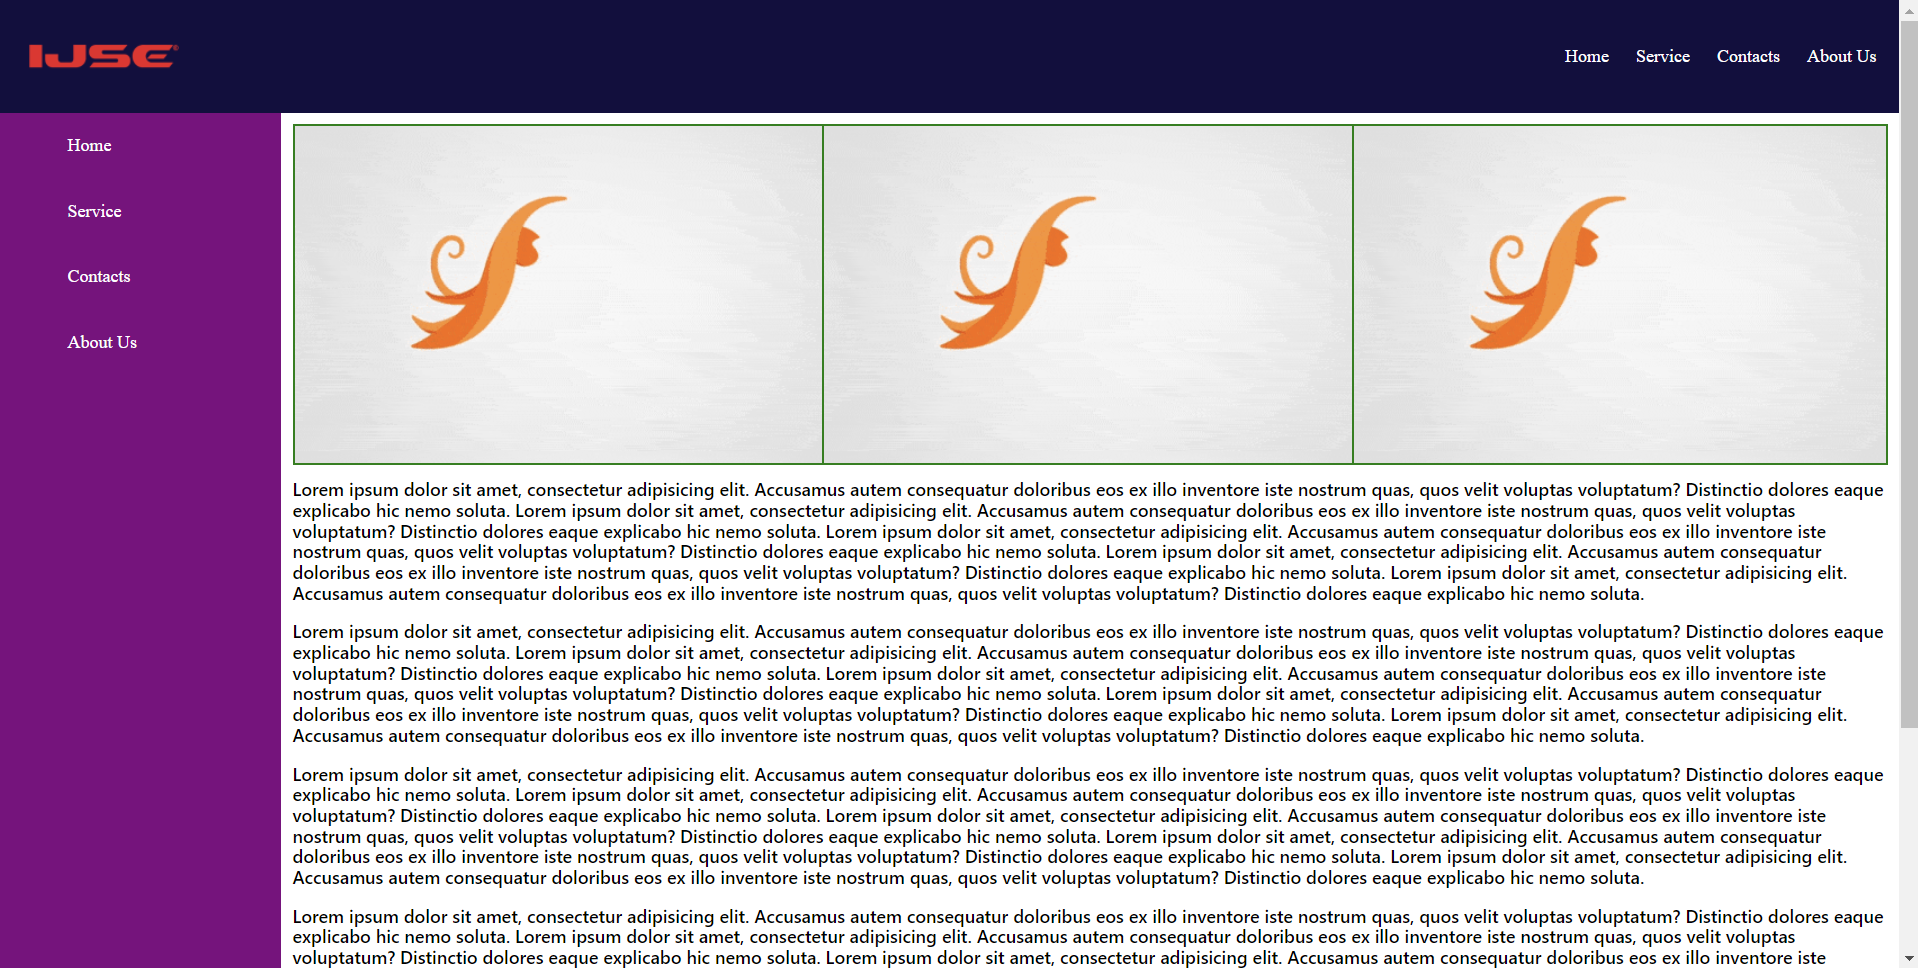 IJSE®
Home Service Contacts About Us
Home
Service
Contacts
About Us
Lorem ipsum dolor sit amet, consectetur adipisicing elit. Accusamus autem consequatur doloribus eos ex illo inventore iste nostrum quas, quos velit voluptas voluptatum? Distinctio dolores eaque
explicabo hic nemo soluta. Lorem ipsum dolor sit amet, consectetur adipisicing elit. Accusamus autem consequatur doloribus eos ex illo inventore iste nostrum quas, quos velit voluptas
voluptatum? Distinctio dolores eaque explicabo hic nemo soluta. Lorem ipsum dolor sit amet, consectetur adipisicing elit. Accusamus autem consequatur doloribus eos ex illo inventore iste
nostrum quas, quos velit voluptas voluptatum? Distinctio dolores eaque explicabo hic nemo soluta. Lorem ipsum dolor sit amet, consectetur adipisicing elit. Accusamus autem consequatur
doloribus eos ex illo inventore iste nostrum quas, quos velit voluptas voluptatum? Distinctio dolores eaque explicabo hic nemo soluta. Lorem ipsum dolor sit amet, consectetur adipisicing elit.
Accusamus autem consequatur doloribus eos ex illo inventore iste nostrum quas, quos velit voluptas voluptatum? Distinctio dolores eaque explicabo hic nemo soluta.
Lorem ipsum dolor sit amet, consectetur adipisicing elit. Accusamus autem consequatur doloribus eos ex illo inventore iste nostrum quas, quos velit voluptas voluptatum? Distinctio dolores eaque
explicabo hic nemo soluta. Lorem ipsum dolor sit amet, consectetur adipisicing elit. Accusamus autem consequatur doloribus eos ex illo inventore iste nostrum quas, quos velit voluptas
voluptatum? Distinctio dolores eaque explicabo hic nemo soluta. Lorem ipsum dolor sit amet, consectetur adipisicing elit. Accusamus autem consequatur doloribus eos ex illo inventore iste
nostrum quas, quos velit voluptas voluptatum? Distinctio dolores eaque explicabo hic nemo soluta. Lorem ipsum dolor sit amet, consectetur adipisicing elit. Accusamus autem consequatur
doloribus eos ex illo inventore iste nostrum quas, quos velit voluptas voluptatum? Distinctio dolores eaque explicabo hic nemo soluta. Lorem ipsum dolor sit amet, consectetur adipisicing elit.
Accusamus autem consequatur doloribus eos ex illo inventore iste nostrum quas, quos velit voluptas voluptatum? Distinctio dolores eaque explicabo hic nemo soluta.
Lorem ipsum dolor sit amet, consectetur adipisicing elit. Accusamus autem consequatur doloribus eos ex illo inventore iste nostrum quas, quos velit voluptas voluptatum? Distinctio dolores eaque
explicabo hic nemo soluta. Lorem ipsum dolor sit amet, consectetur adipisicing elit. Accusamus autem consequatur doloribus eos ex illo inventore iste nostrum quas, quos velit voluptas
voluptatum? Distinctio dolores eaque explicabo hic nemo soluta. Lorem ipsum dolor sit amet, consectetur adipisicing elit. Accusamus autem consequatur doloribus eos ex illo inventore iste
nostrum quas, quos velit voluptas voluptatum? Distinctio dolores eaque explicabo hic nemo soluta. Lorem ipsum dolor sit amet, consectetur adipisicing elit. Accusamus autem consequatur
doloribus eos ex illo inventore iste nostrum quas, quos velit voluptas voluptatum? Distinctio dolores eaque explicabo hic nemo soluta. Lorem ipsum dolor sit amet, consectetur adipisicing elit.
Accusamus autem consequatur doloribus eos ex illo inventore iste nostrum quas, quos velit voluptas voluptatum? Distinctio dolores eaque explicabo hic nemo soluta.
Lorem ipsum dolor sit amet, consectetur adipisicing elit. Accusamus autem consequatur doloribus eos ex illo inventore iste nostrum quas, quos velit voluptas voluptatum? Distinctio dolores eaque
explicabo hic nemo soluta. Lorem ipsum dolor sit amet, consectetur adipisicing elit. Accusamus autem consequatur doloribus eos ex illo inventore iste nostrum quas, quos velit voluptas
voluptatum? Distinctio dolores eaque explicabo hic nemo soluta. Lorem ipsum dolor sit amet, consectetur adipisicing elit. Accusamus autem consequatur doloribus eos ex illo inventore iste